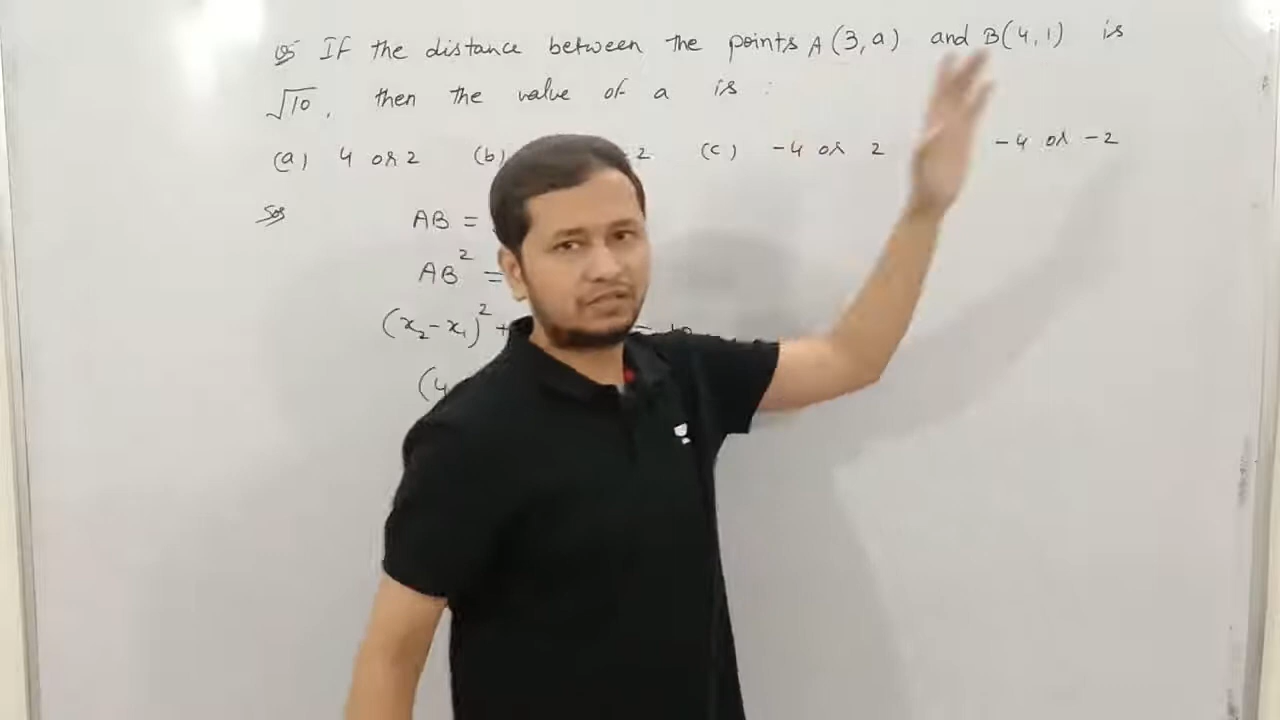 Q5 If the distance between the points A(3,a) and B(4,1) is
√10, then the value of a is :
(a) 4 or 2 (b) 2 (c) -4 or 2 -4 or -2
Sol AB =
AB² =
(x₂-x₁)² + = 10
(4